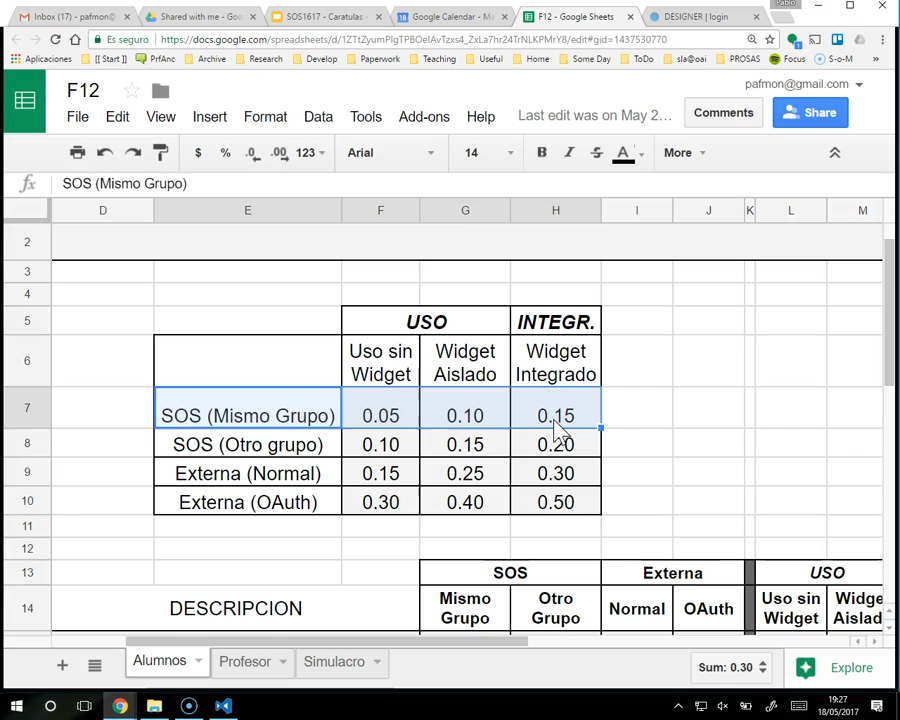 Inbox (17) - pafmon@
Shared with me - Goo
SOS1617 - Caratulas -
Google Calendar - Ma
F12 - Google Sheets
DESIGNER | login
Pablo
Es seguro
https://docs.google.com/spreadsheets/d/1ZTtZyumPIgTPBOeIAvTzxs4_ZxLa7hr24TrNLKPMrY8/edit#gid=1437530770
Aplicaciones
[[ Start ]]
PrfAnc
Archive
Research
Develop
Paperwork
Teaching
Useful
Home
Some Day
ToDo
sla@oai
PROSAS
Focus
S-o-M
»
F12
pafmon@gmail.com
File Edit View Insert Format Data Tools Add-ons Help
Last edit was on May 2...
Comments
Share
$ % .0 .00 123
Arial
14
B I S A
More
fx
SOS (Mismo Grupo)
D E F G H I J K L M
2
3
4
5 USO INTEGR.
6 Uso sin Widget Widget Aislado Widget Integrado
7 SOS (Mismo Grupo) 0.05 0.10 0.15
8 SOS (Otro grupo) 0.10 0.15 0.20
9 Externa (Normal) 0.15 0.25 0.30
10 Externa (OAuth) 0.30 0.40 0.50
11
12
13 SOS Externa USO
14 DESCRIPCION Mismo Grupo Otro Grupo Normal OAuth Uso sin Widget Widge Aislad
Alumnos
Profesor
Simulacro
Sum: 0.30
Explore
19:27
18/05/2017